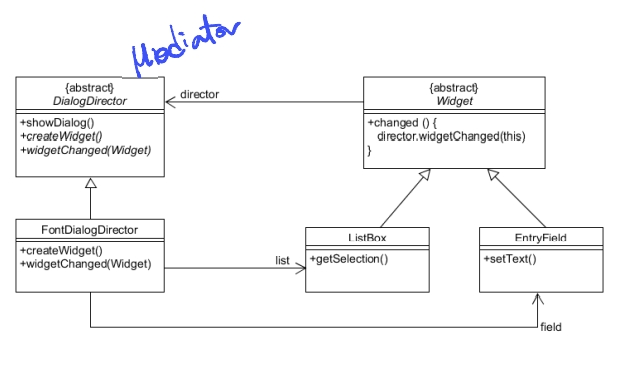 Mediator
{abstract}
DialogDirector
+showDialog()
+createWidget()
+widgetChanged(Widget)
director
{abstract}
Widget
+changed () {
director.widgetChanged(this)
}
FontDialogDirector
+createWidget()
+widgetChanged(Widget)
list
ListBox
+getSelection()
EntryField
+setText()
field